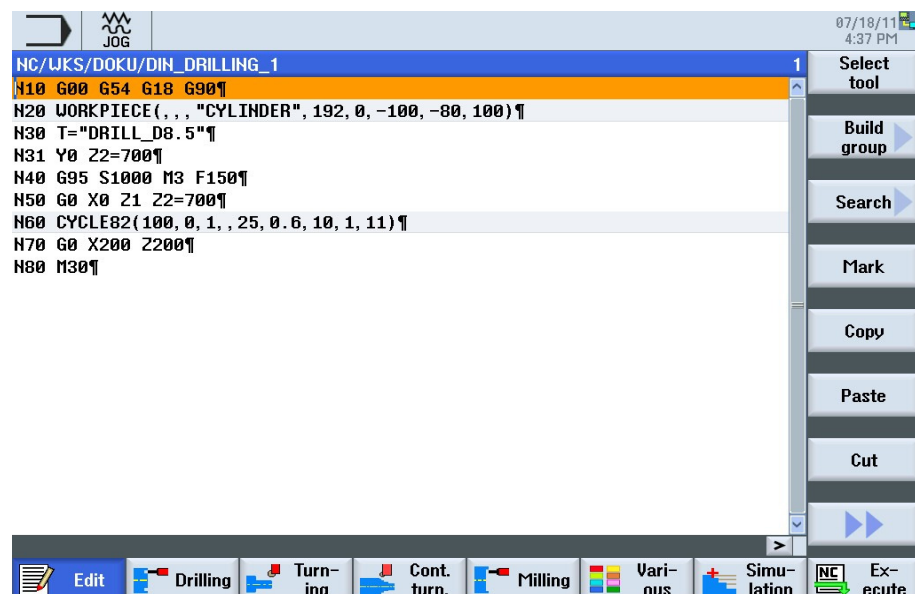 JOG
07/18/11
4:37 PM
NC/WKS/DOKU/DIN_DRILLING_1 1
N10 G00 G54 G18 G90¶
N20 WORKPIECE(,,,"CYLINDER",192,0,-100,-80,100)¶
N30 T="DRILL_D8.5"¶
N31 Y0 Z2=700¶
N40 G95 S1000 M3 F150¶
N50 G0 X0 Z1 Z2=700¶
N60 CYCLE82(100,0,1,,25,0.6,10,1,11)¶
N70 G0 X200 Z200¶
N80 M30¶
Select
tool
Build
group
Search
Mark
Copy
Paste
Cut
>
Edit
Drilling
Turn-
ing
Cont.
turn.
Milling
Vari-
ous
Simu-
lation
NC
Ex-
ecute